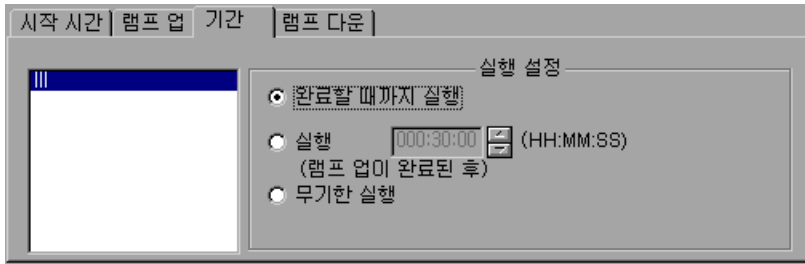 시작 시간 램프 업 기간 램프 다운
실행 설정
III
완료할 때까지 실행
실행 000:30:00 (HH:MM:SS)
(램프 업이 완료된 후)
무기한 실행